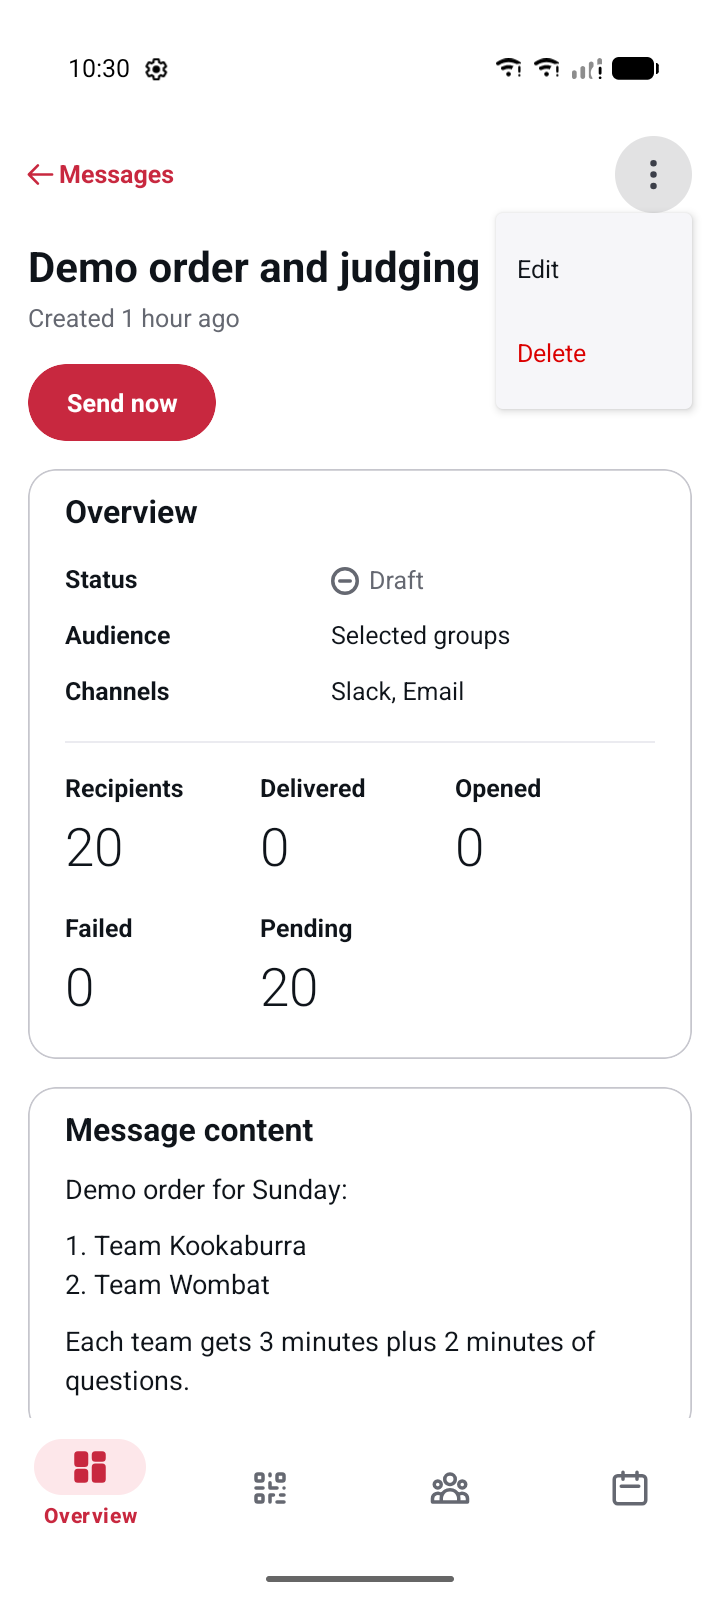 10:30
Messages
Edit
Delete
Demo order and judging
Created 1 hour ago
Send now
Overview
Status Draft
Audience Selected groups
Channels Slack, Email
Recipients Delivered Opened
20 0 0
Failed Pending
0 20
Message content
Demo order for Sunday:
1. Team Kookaburra
2. Team Wombat
Each team gets 3 minutes plus 2 minutes of
questions.
Overview